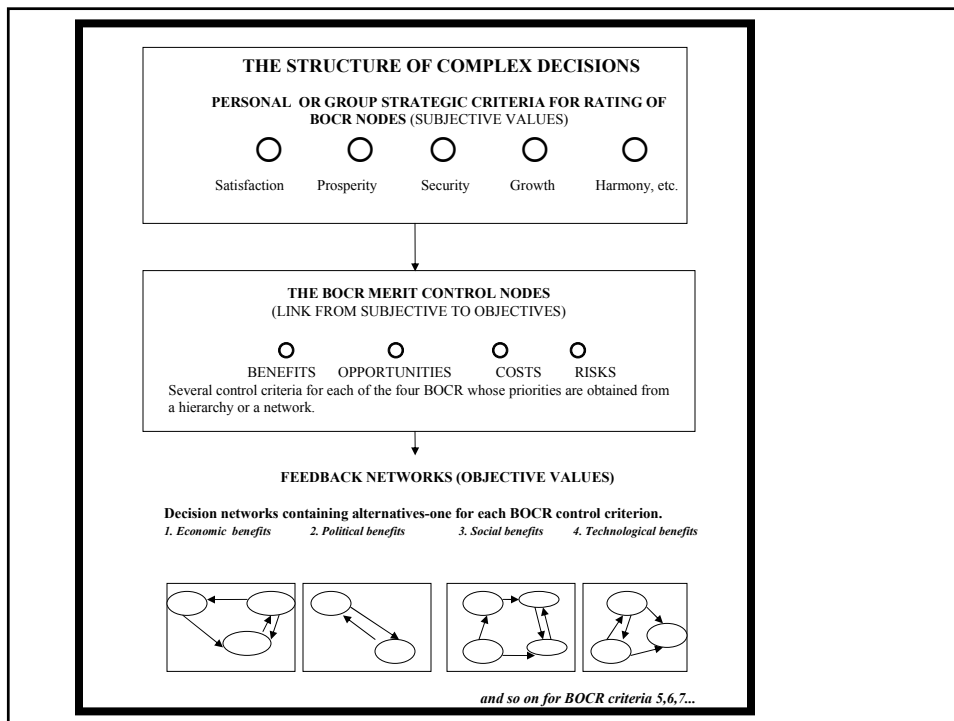 THE STRUCTURE OF COMPLEX DECISIONS
PERSONAL OR GROUP STRATEGIC CRITERIA FOR RATING OF
BOCR NODES (SUBJECTIVE VALUES)
Satisfaction Prosperity Security Growth Harmony, etc.
THE BOCR MERIT CONTROL NODES
(LINK FROM SUBJECTIVE TO OBJECTIVES)
BENEFITS OPPORTUNITIES COSTS RISKS
Several control criteria for each of the four BOCR whose priorities are obtained from
a hierarchy or a network.
FEEDBACK NETWORKS (OBJECTIVE VALUES)
Decision networks containing alternatives-one for each BOCR control criterion.
1. Economic benefits 2. Political benefits 3. Social benefits 4. Technological benefits
and so on for BOCR criteria 5,6,7...